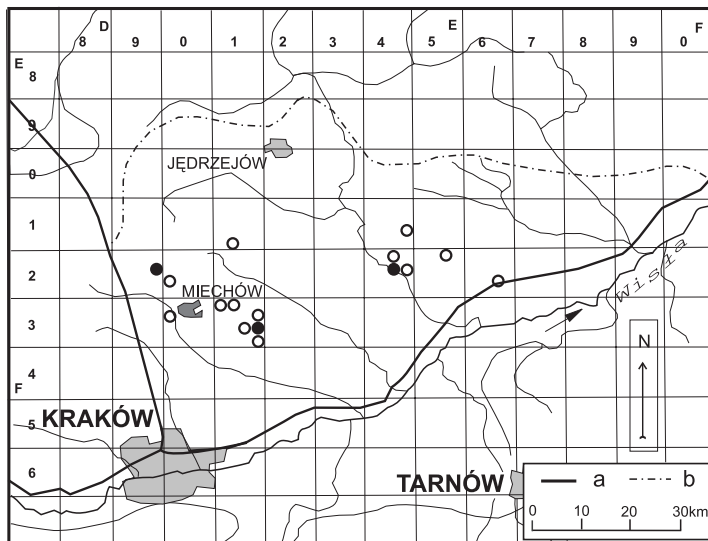 D E F
8 9 0 1 2 3 4 5 6 7 8 9 0
E
8
9
JĘDRZEJÓW
0
1
2
MIECHÓW
Wisła
3
N
4
F
KRAKÓW
5
6
TARNÓW
a b
0 10 20 30km